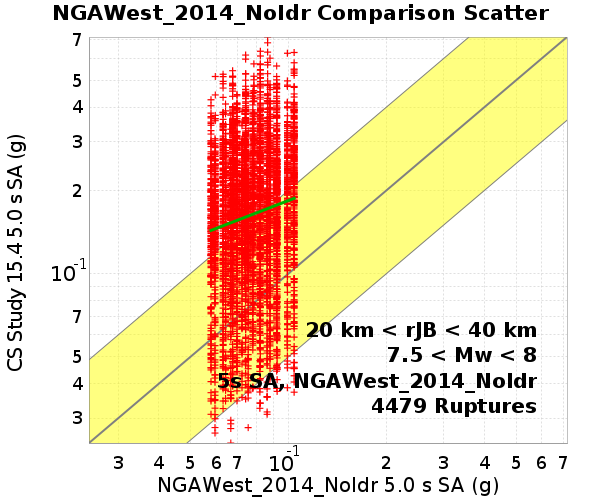 NGAWest_2014_NoIdr Comparison Scatter
7
5
4
3
2
10-1
7
5
4
3
CS Study 15.4 5.0 s SA (g)
20 km < rJB < 40 km
7.5 < Mw < 8
5s SA, NGAWest_2014_NoIdr
4479 Ruptures
3 4 5 6 7 10-1 2 3 4 5 6 7
NGAWest_2014_NoIdr 5.0 s SA (g)